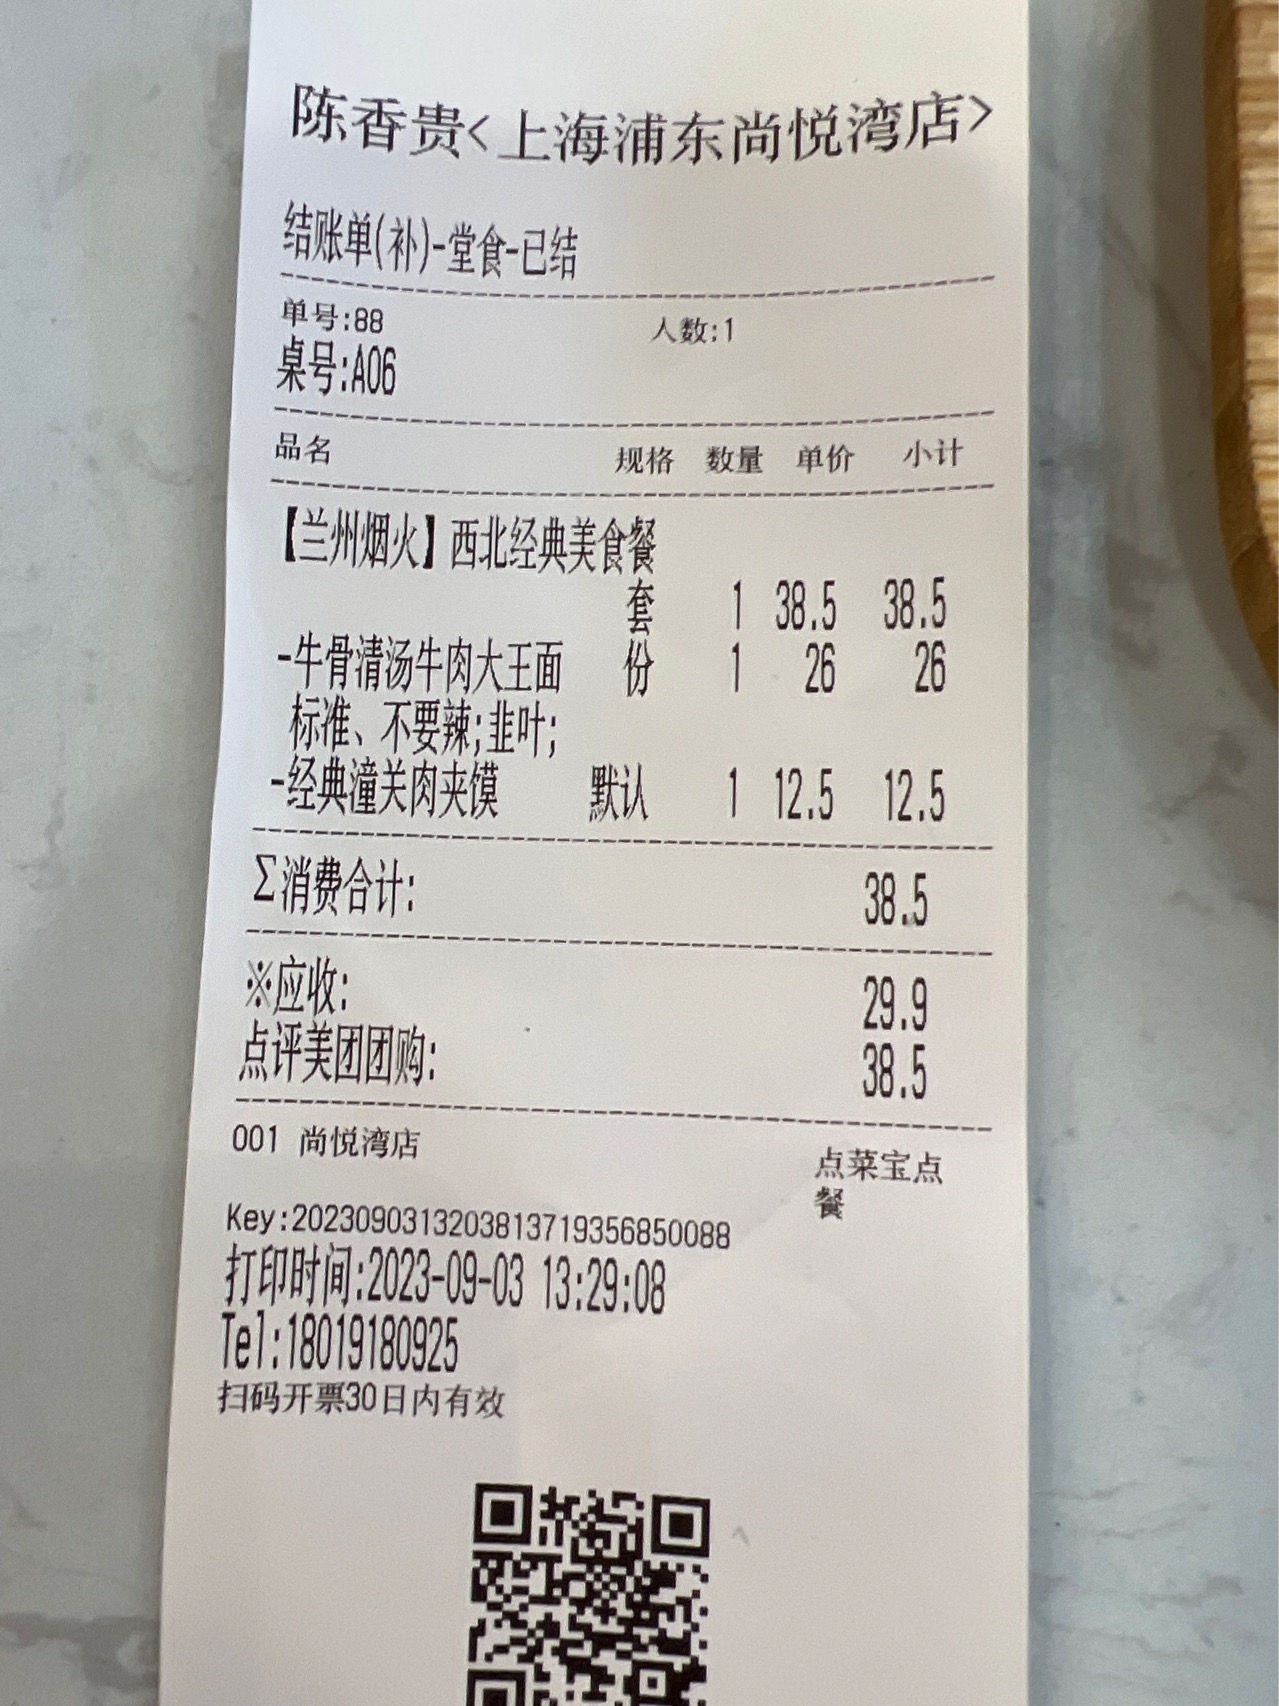 陈香贵<上海浦东尚悦湾店>
结账单(补)-堂食-已结
单号:88 人数:1
桌号:A06
品名 规格 数量 单价 小计
【兰州烟火】西北经典美食餐
套 1 38.5 38.5
-牛骨清汤牛肉大王面 份 1 26 26
标准、不要辣;韭叶;
-经典潼关肉夹馍 默认 1 12.5 12.5
Σ消费合计: 38.5
※应收: 29.9
点评美团团购: 38.5
001 尚悦湾店 点菜宝点
餐
Key:2023090313203813719356850088
打印时间:2023-09-03 13:29:08
Tel:18019180925
扫码开票30日内有效